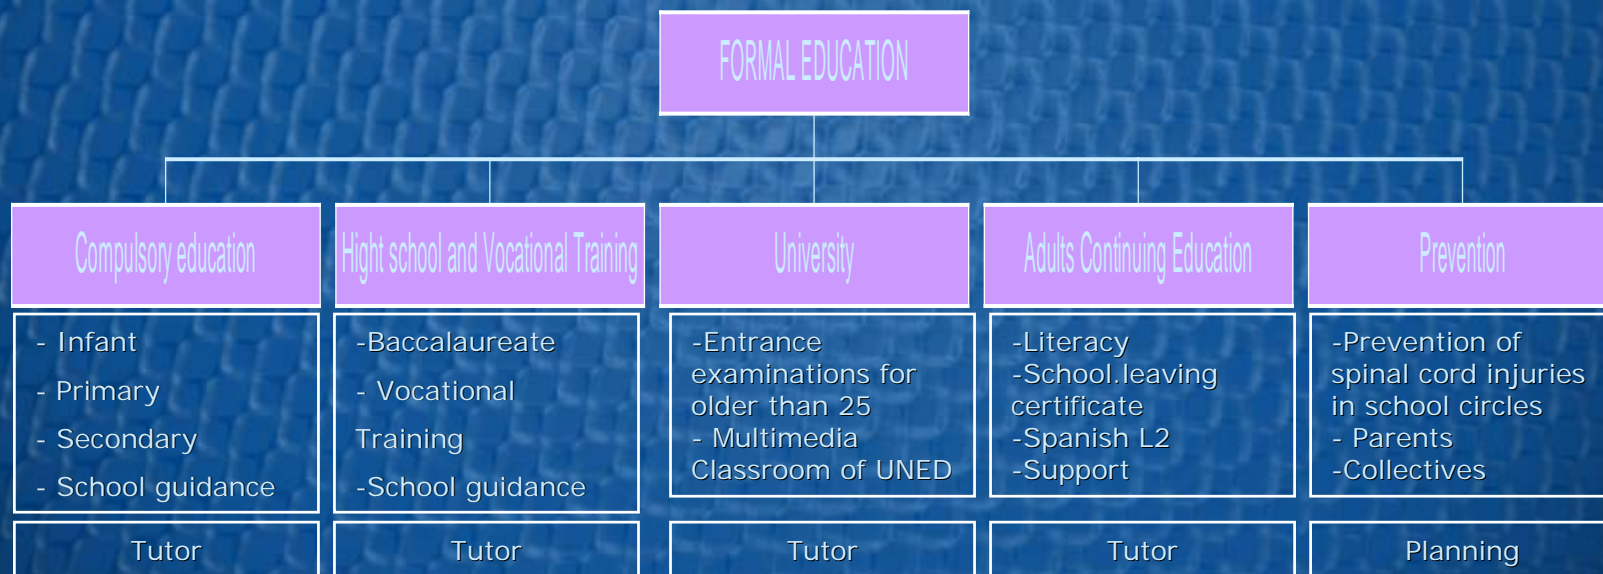 FORMAL EDUCATION
Compulsory education
Hight school and Vocational Training
University
Adults Continuing Education
Prevention
- Infant
- Primary
- Secondary
- School guidance
-Baccalaureate
- Vocational
Training
-School guidance
-Entrance
examinations for
older than 25
- Multimedia
Classroom of UNED
-Literacy
-School.leaving
certificate
-Spanish L2
-Support
-Prevention of
spinal cord injuries
in school circles
- Parents
-Collectives
Tutor
Tutor
Tutor
Tutor
Planning